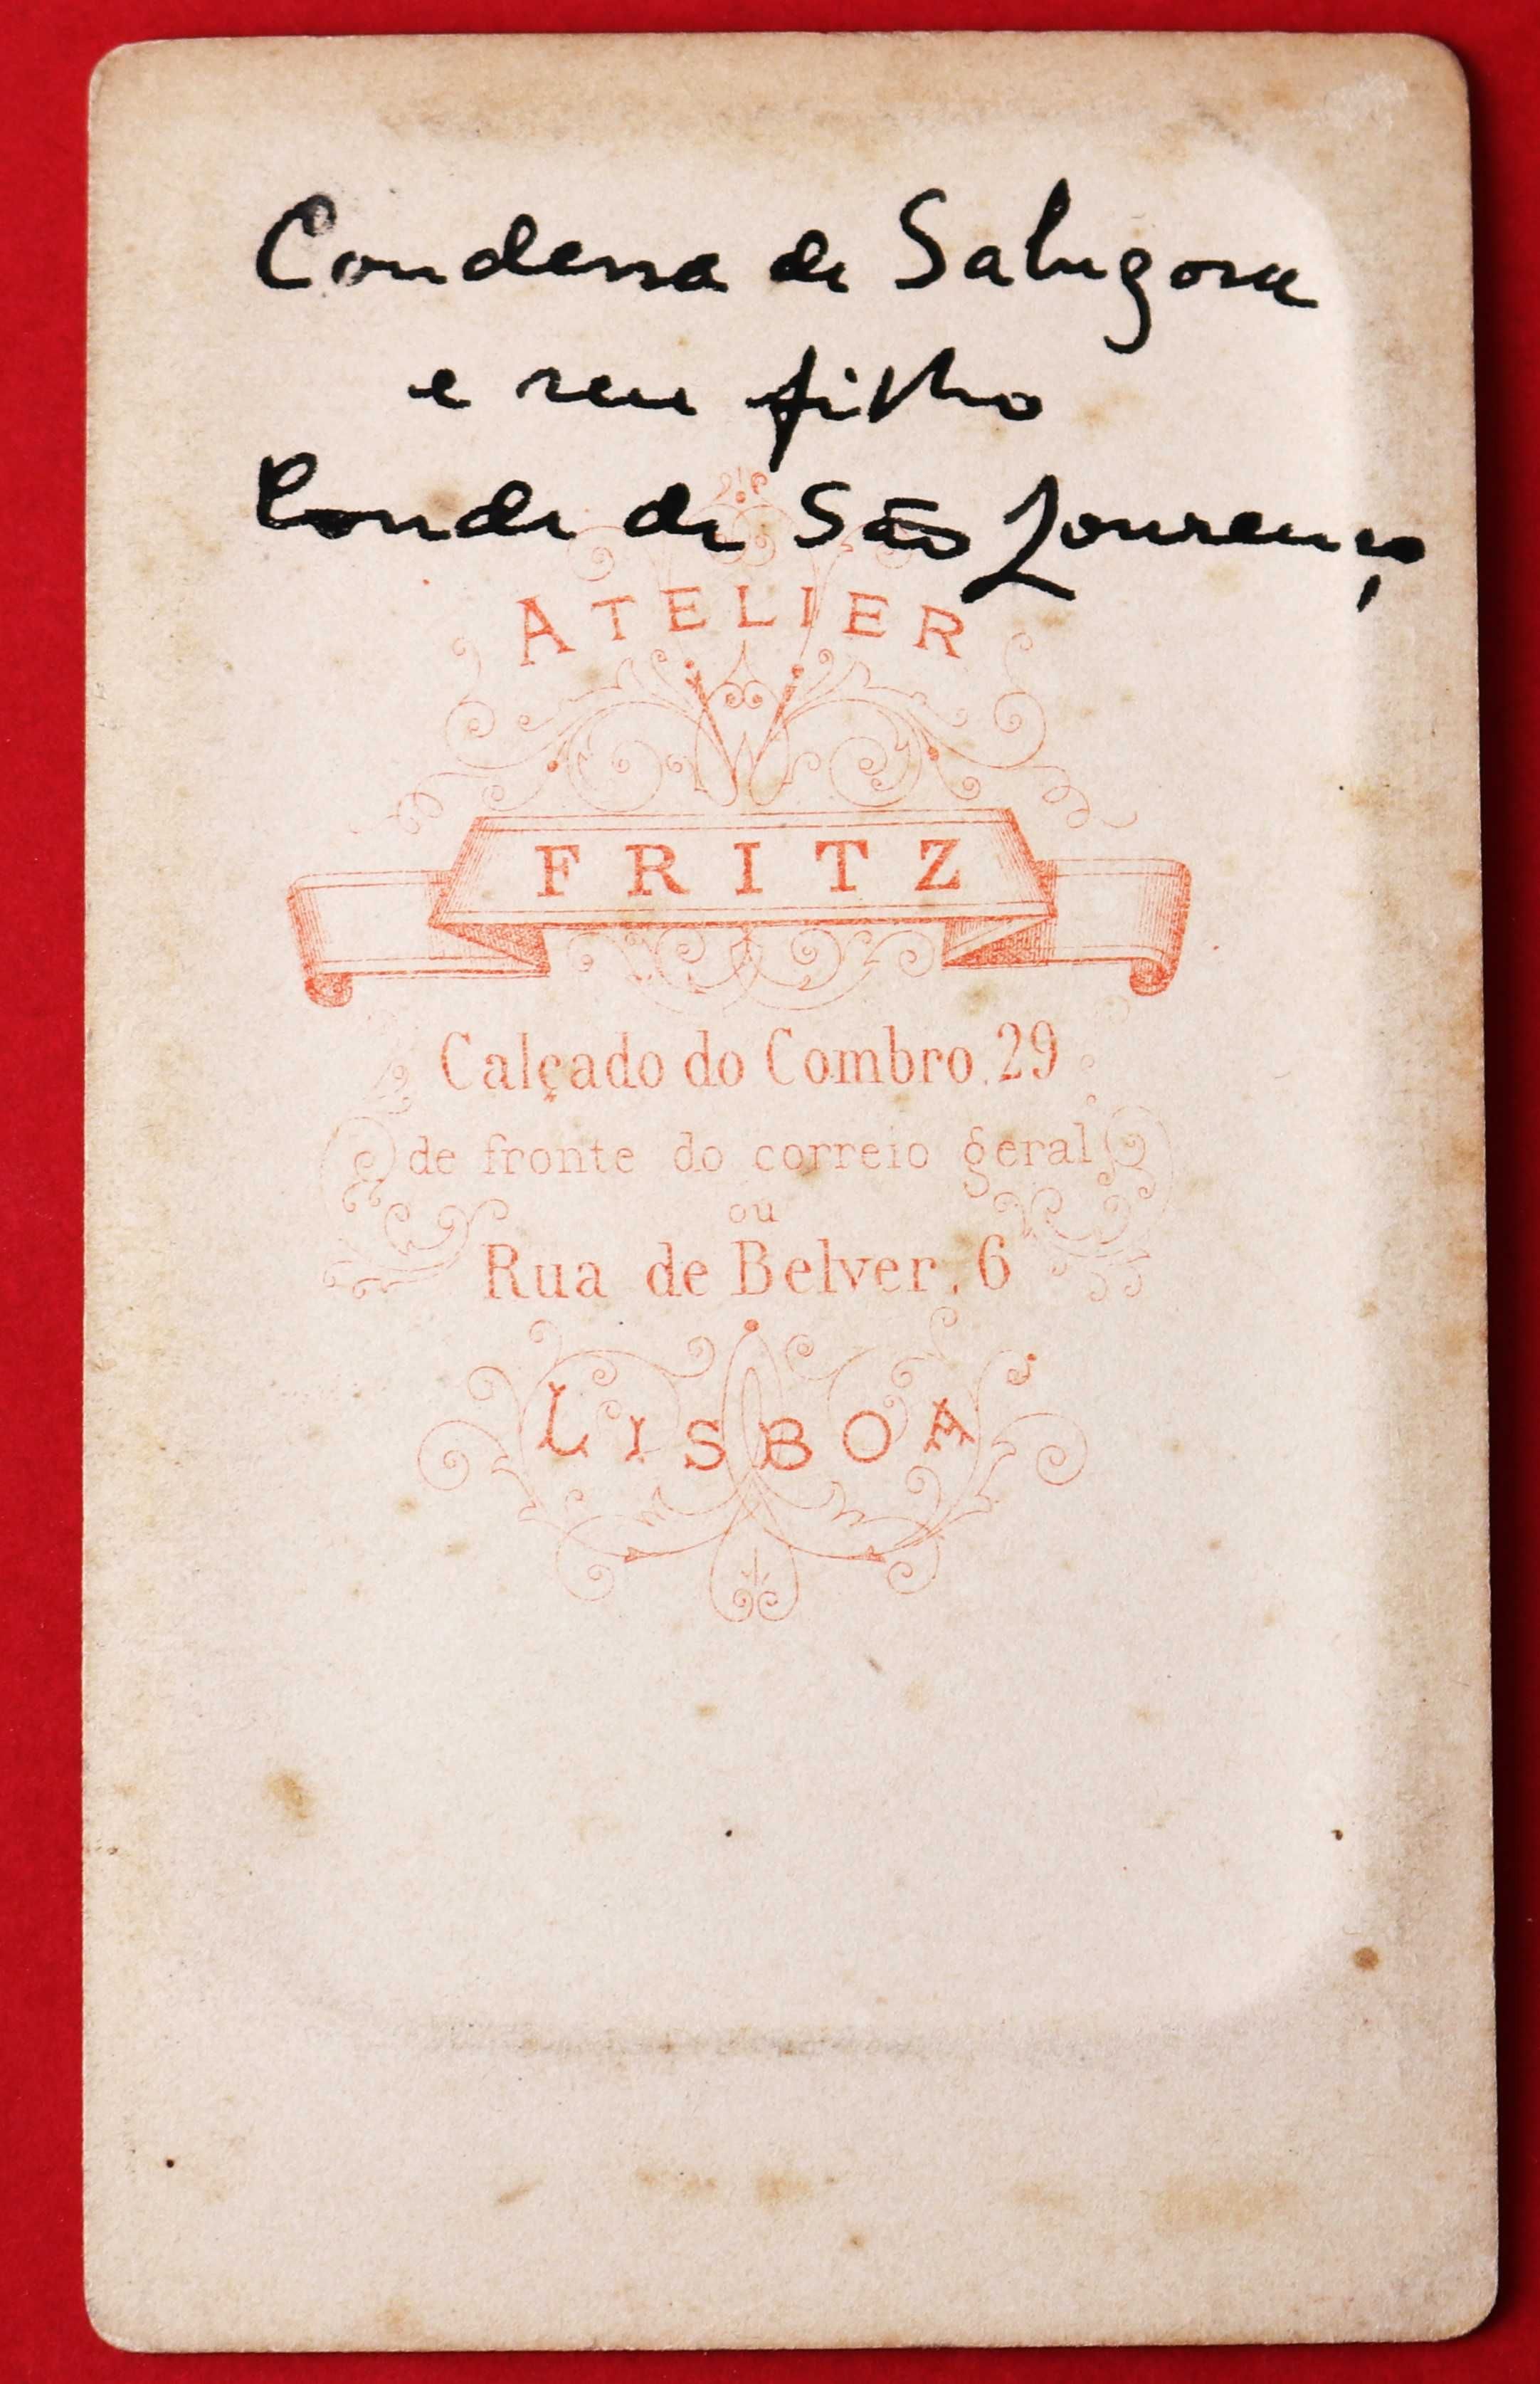 Condessa de Sabugosa
e seu filho
Conde de São Lourenço
ATELIER
FRITZ
Calçado do Combro, 29
de fronte do correio geral
ou
Rua de Belver, 6
LISBOA